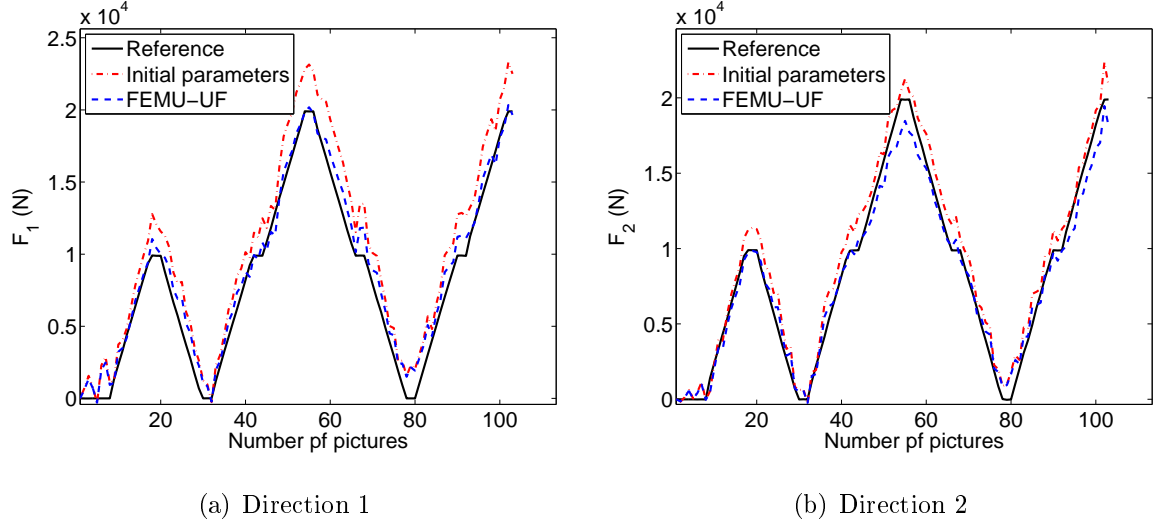 x 10^4
2.5
2
1.5
1
0.5
0
F_1 (N)
Reference
Initial parameters
FEMU-UF
20 40 60 80 100
Number pf pictures
(a) Direction 1
x 10^4
2
1.5
1
0.5
0
F_2 (N)
Reference
Initial parameters
FEMU-UF
20 40 60 80 100
Number pf pictures
(b) Direction 2